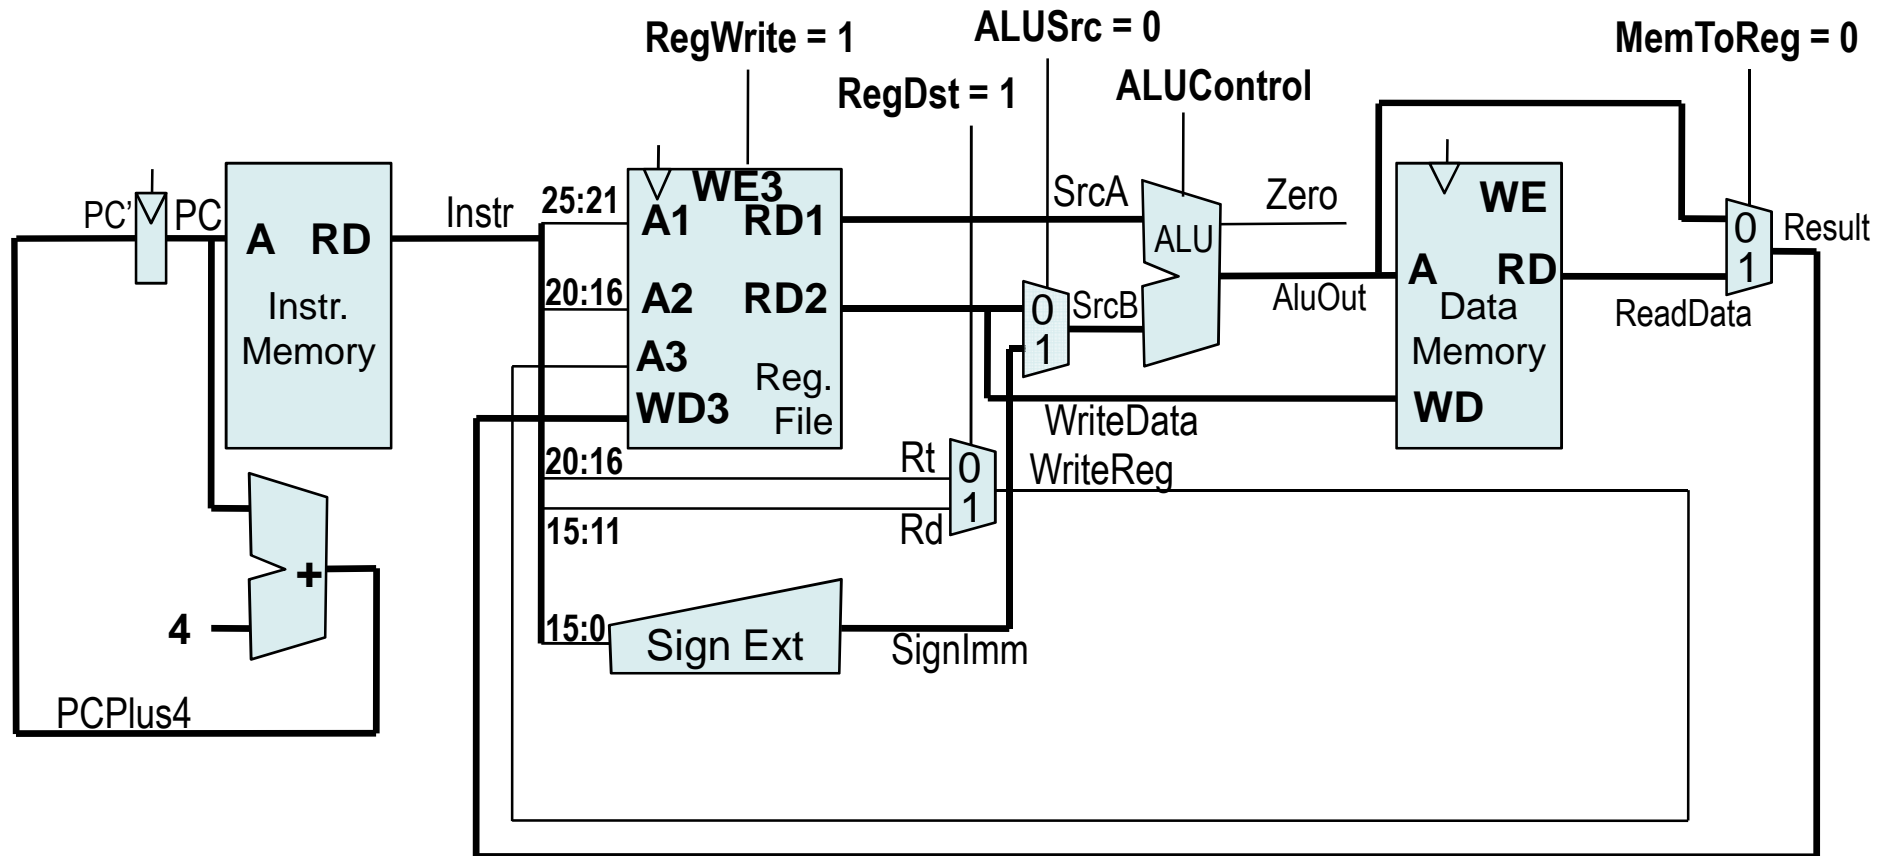 RegWrite = 1
ALUSrc = 0
MemToReg = 0
RegDst = 1
ALUControl
PC'
PC
A RD
Instr.
Memory
Instr
25:21
20:16
WE3
A1 RD1
A2 RD2
A3
WD3
Reg.
File
SrcA
0
1
SrcB
ALU
Zero
AluOut
WE
A RD
Data
Memory
WD
ReadData
0
1
Result
WriteData
WriteReg
20:16
Rt
0
1
15:11
Rd
+
4
15:0
Sign Ext
SignImm
PCPlus4